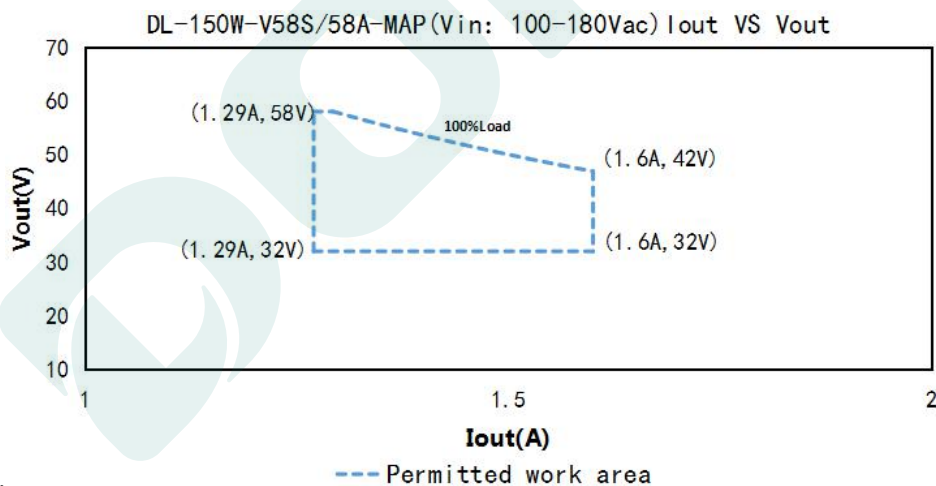 DL-150W-V58S/58A-MAP(Vin: 100-180Vac)Iout VS Vout
70
60
50
40
30
20
10
Vout(V)
(1.29A,58V)
100%Load
(1.6A,42V)
(1.29A,32V)
(1.6A,32V)
1
1.5
2
Iout(A)
Permitted work area